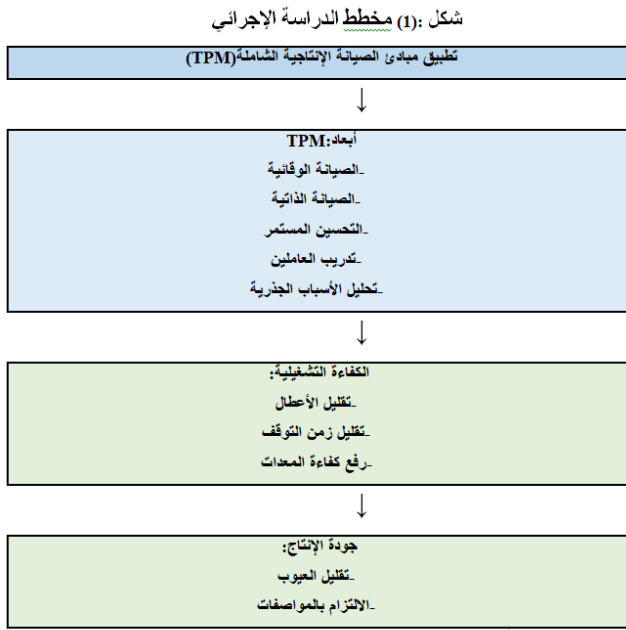 شكل :(1) مخطط الدراسة الإجرائي
تطبيق مبادئ الصيانة الإنتاجية الشاملة(TPM)
↓
أبعاد:TPM
-الصيانة الوقائية
-الصيانة الذاتية
-التحسين المستمر
-تدريب العاملين
-تحليل الأسباب الجذرية
↓
الكفاءة التشغيلية:
-تقليل الأعطال
-تقليل زمن التوقف
-رفع كفاءة المعدات
↓
جودة الإنتاج:
-تقليل العيوب
-الالتزام بالمواصفات